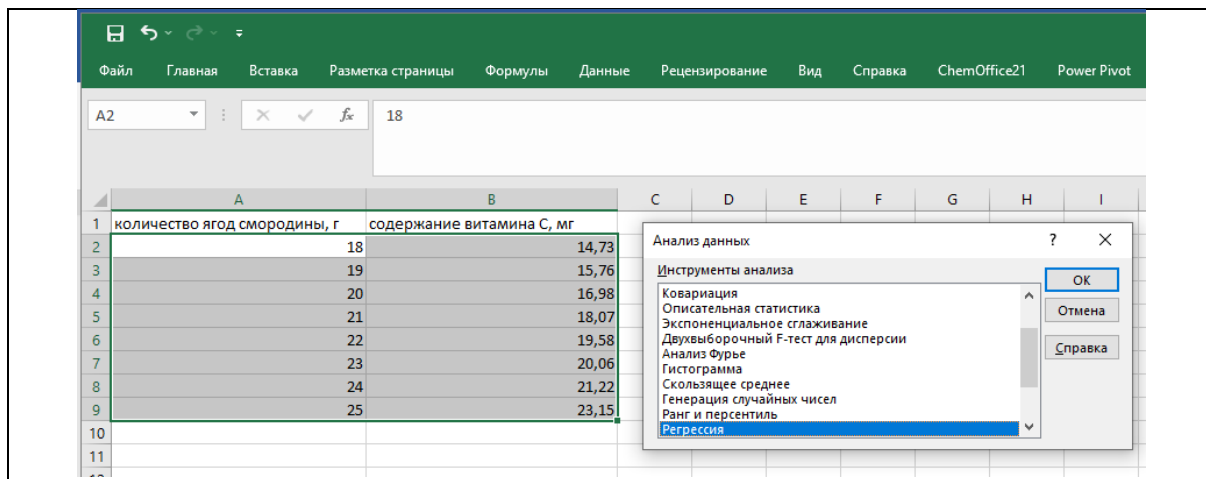 Файл Главная Вставка Разметка страницы Формулы Данные Рецензирование Вид Справка ChemOffice21 Power Pivot
A2 fx 18
A B C D E F G H I
1 количество ягод смородины, г содержание витамина С, мг
2 18 14,73
3 19 15,76
4 20 16,98
5 21 18,07
6 22 19,58
7 23 20,06
8 24 21,22
9 25 23,15
10
11
Анализ данных ? ×
Инструменты анализа
Ковариация
Описательная статистика
Экспоненциальное сглаживание
Двухвыборочный F-тест для дисперсии
Анализ Фурье
Гистограмма
Скользящее среднее
Генерация случайных чисел
Ранг и персентиль
Регрессия
ОК
Отмена
Справка